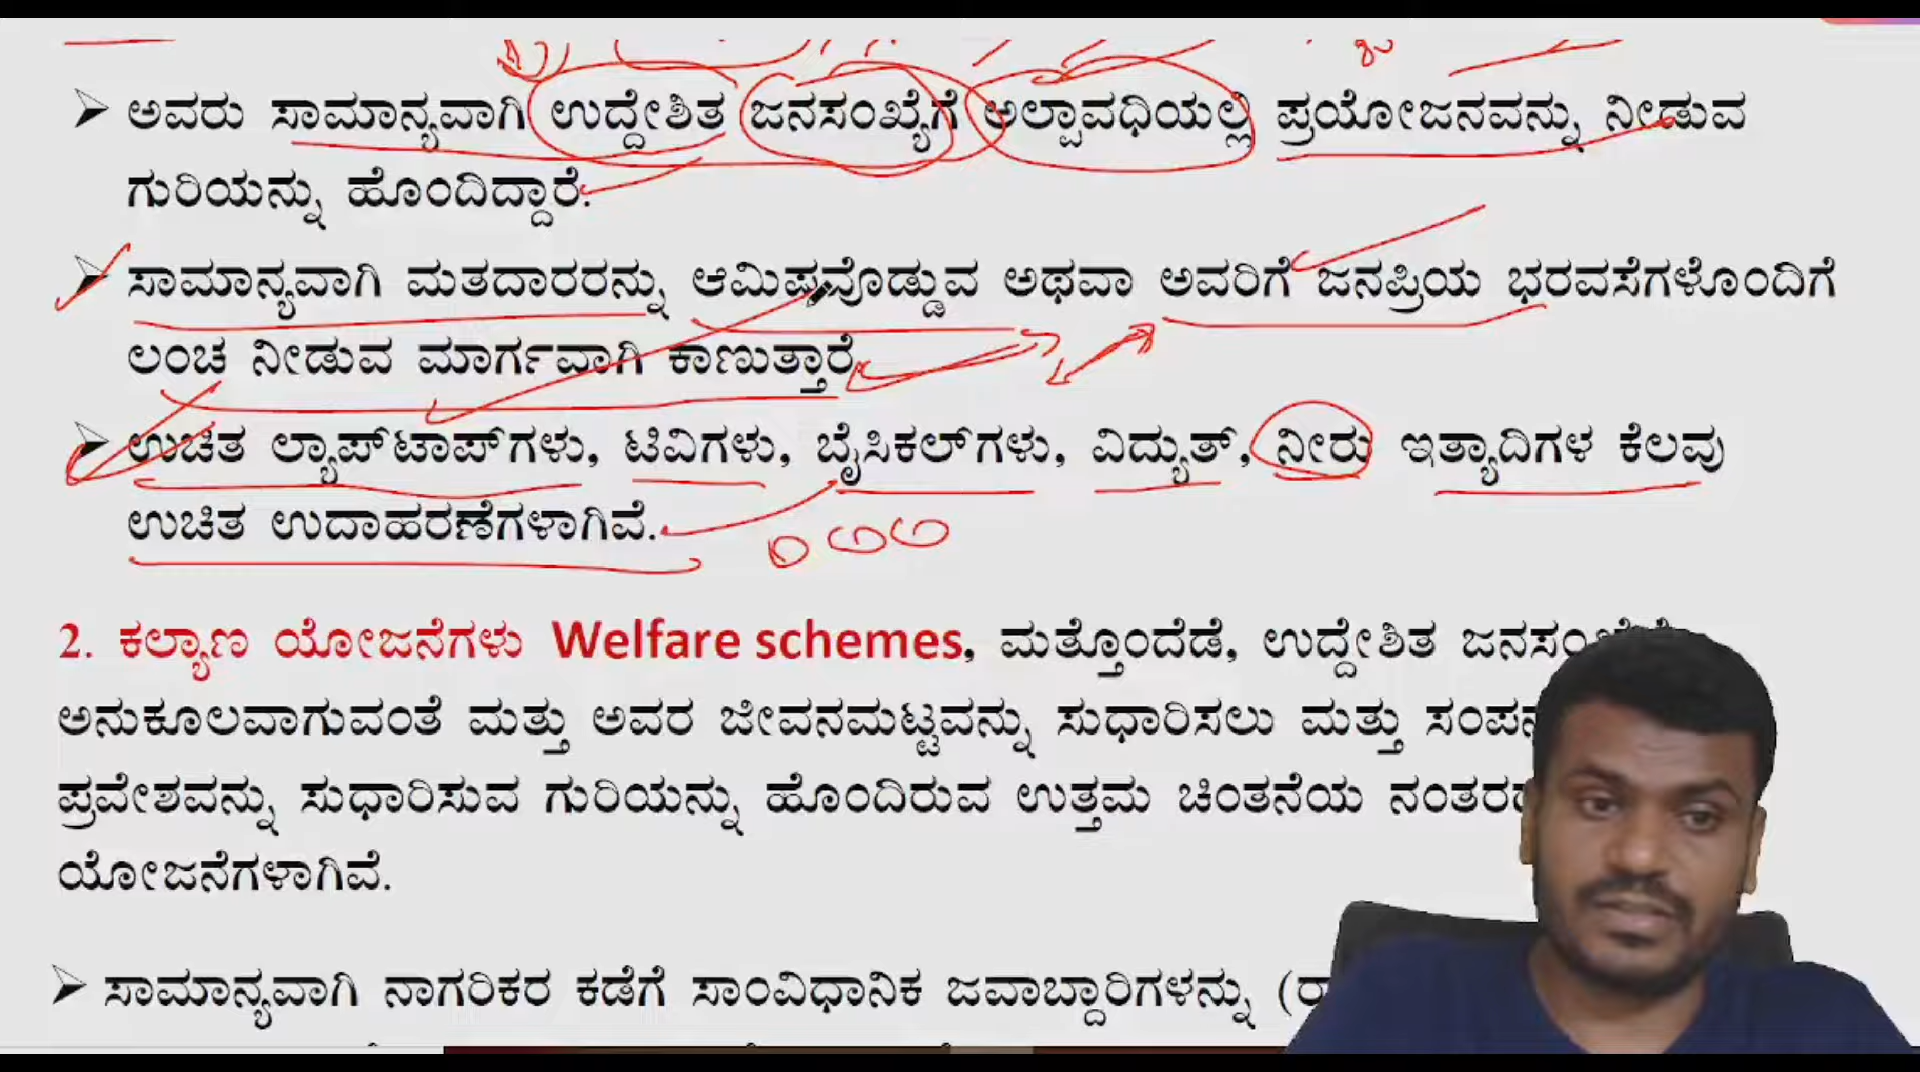 ➤ ಅವರು ಸಾಮಾನ್ಯವಾಗಿ ಉದ್ದೇಶಿತ ಜನಸಂಖ್ಯೆಗೆ ಅಲ್ಪಾವಧಿಯಲ್ಲಿ ಪ್ರಯೋಜನವನ್ನು ನೀಡುವ
ಗುರಿಯನ್ನು ಹೊಂದಿದ್ದಾರೆ.
➤ ಸಾಮಾನ್ಯವಾಗಿ ಮತದಾರರನ್ನು ಆಮಿಷವೊಡ್ಡುವ ಅಥವಾ ಅವರಿಗೆ ಜನಪ್ರಿಯ ಭರವಸೆಗಳೊಂದಿಗೆ
ಲಂಚ ನೀಡುವ ಮಾರ್ಗವಾಗಿ ಕಾಣುತ್ತಾರೆ
➤ ಉಚಿತ ಲ್ಯಾಪ್‌ಟಾಪ್‌ಗಳು, ಟಿವಿಗಳು, ಬೈಸಿಕಲ್‌ಗಳು, ವಿದ್ಯುತ್, ನೀರು ಇತ್ಯಾದಿಗಳ ಕೆಲವು
ಉಚಿತ ಉದಾಹರಣೆಗಳಾಗಿವೆ.
2. ಕಲ್ಯಾಣ ಯೋಜನೆಗಳು Welfare schemes, ಮತ್ತೊಂದೆಡೆ, ಉದ್ದೇಶಿತ
ಅನುಕೂಲವಾಗುವಂತೆ ಮತ್ತು ಅವರ ಜೀವನಮಟ್ಟವನ್ನು ಸುಧಾರಿಸಲು ಮತ್ತು
ಪ್ರವೇಶವನ್ನು ಸುಧಾರಿಸುವ ಗುರಿಯನ್ನು ಹೊಂದಿರುವ ಉತ್ತಮ ಚಿಂತನೆಯ
ಯೋಜನೆಗಳಾಗಿವೆ.
➤ ಸಾಮಾನ್ಯವಾಗಿ ನಾಗರಿಕರ ಕಡೆಗೆ ಸಾಂವಿಧಾನಿಕ ಜವಾಬ್ದಾರಿಗಳನ್ನು